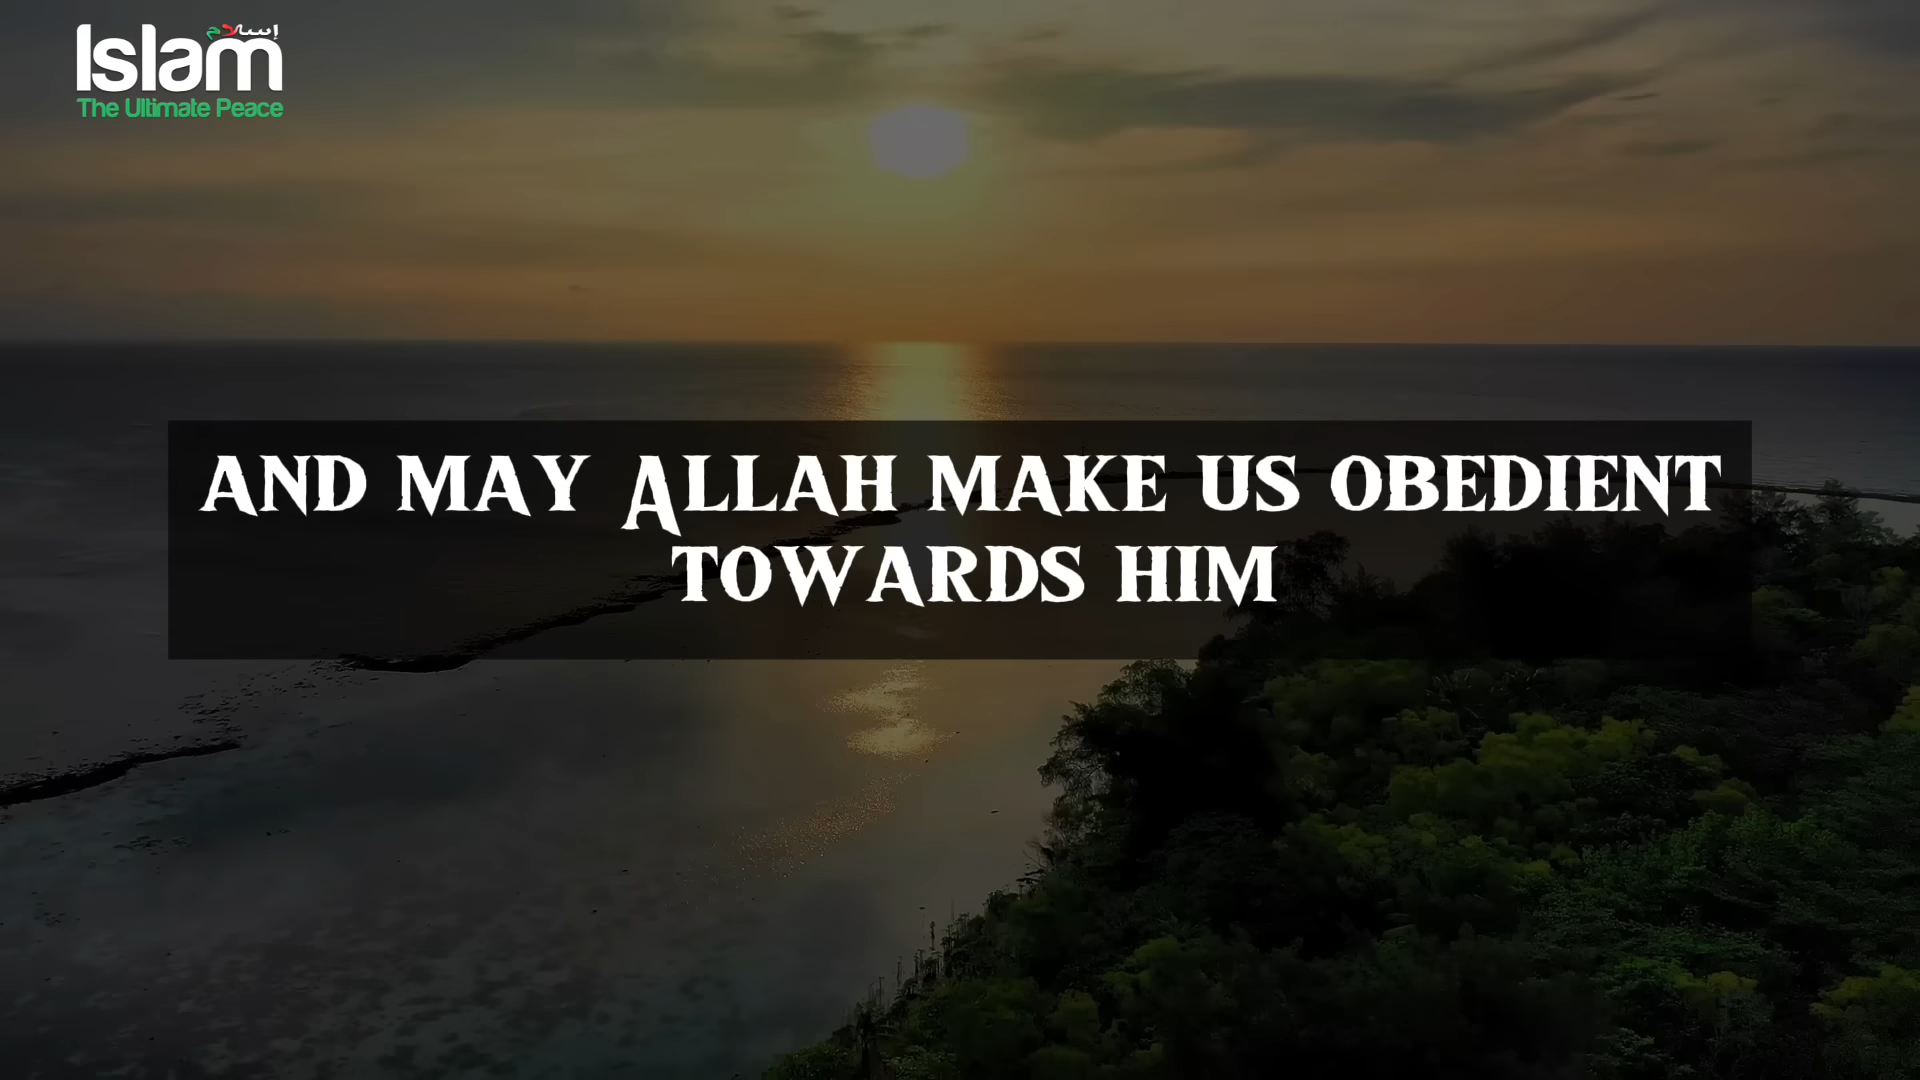 إسلام
Islam
The Ultimate Peace
AND MAY ALLAH MAKE US OBEDIENT
TOWARDS HIM